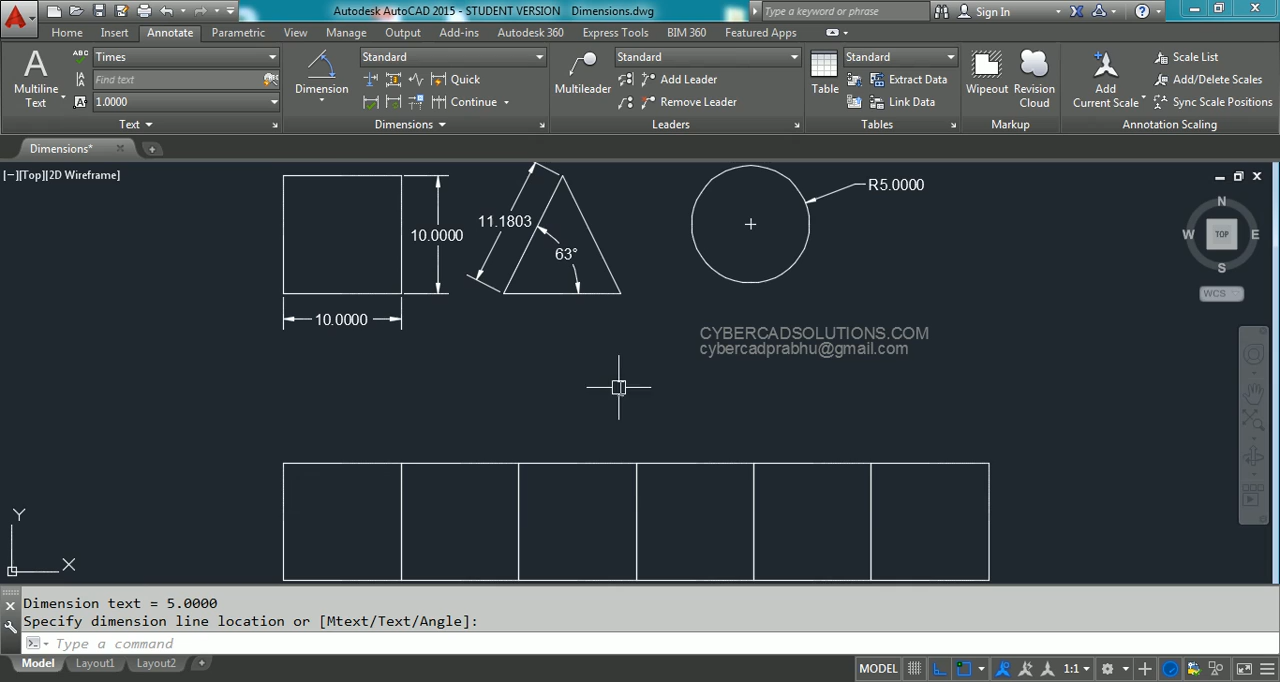 Autodesk AutoCAD 2015 - STUDENT VERSION Dimensions.dwg
Type a keyword or phrase
Sign In
Home Insert Annotate Parametric View Manage Output Add-ins Autodesk 360 Express Tools BIM 360 Featured Apps
Times
Find text
1.0000
Multiline
Text
Text
Dimension
Standard
Quick
Continue
Dimensions
Multileader
Standard
Add Leader
Remove Leader
Leaders
Table
Standard
Extract Data
Link Data
Tables
Wipeout
Revision
Cloud
Markup
Add
Current Scale
Scale List
Add/Delete Scales
Sync Scale Positions
Annotation Scaling
Dimensions*
[−][Top][2D Wireframe]
10.0000
10.0000
11.1803
63°
R5.0000
N
W TOP E
S
WCS
CYBERCADSOLUTIONS.COM
cybercadprabhu@gmail.com
Y
X
Dimension text = 5.0000
Specify dimension line location or [Mtext/Text/Angle]:
Type a command
Model Layout1 Layout2
MODEL
1:1